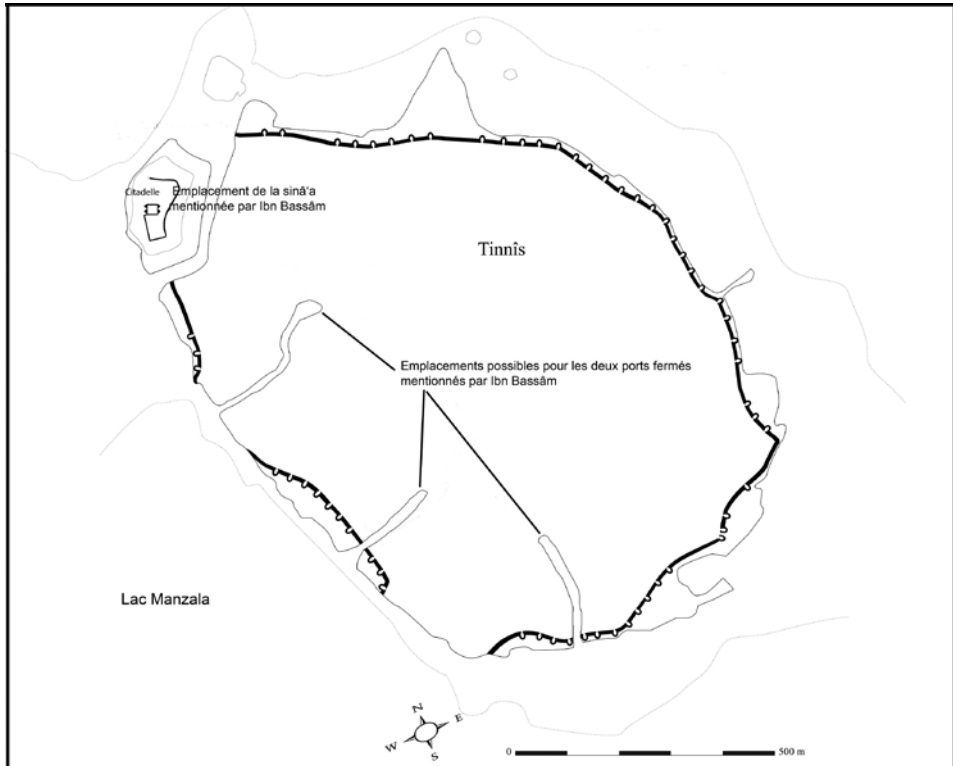 Citadelle
Emplacement de la sinâ'a
mentionnée par Ibn Bassâm
Tinnîs
Emplacements possibles pour les deux ports fermés
mentionnés par Ibn Bassâm
Lac Manzala
N
E
W
S
0
500 m